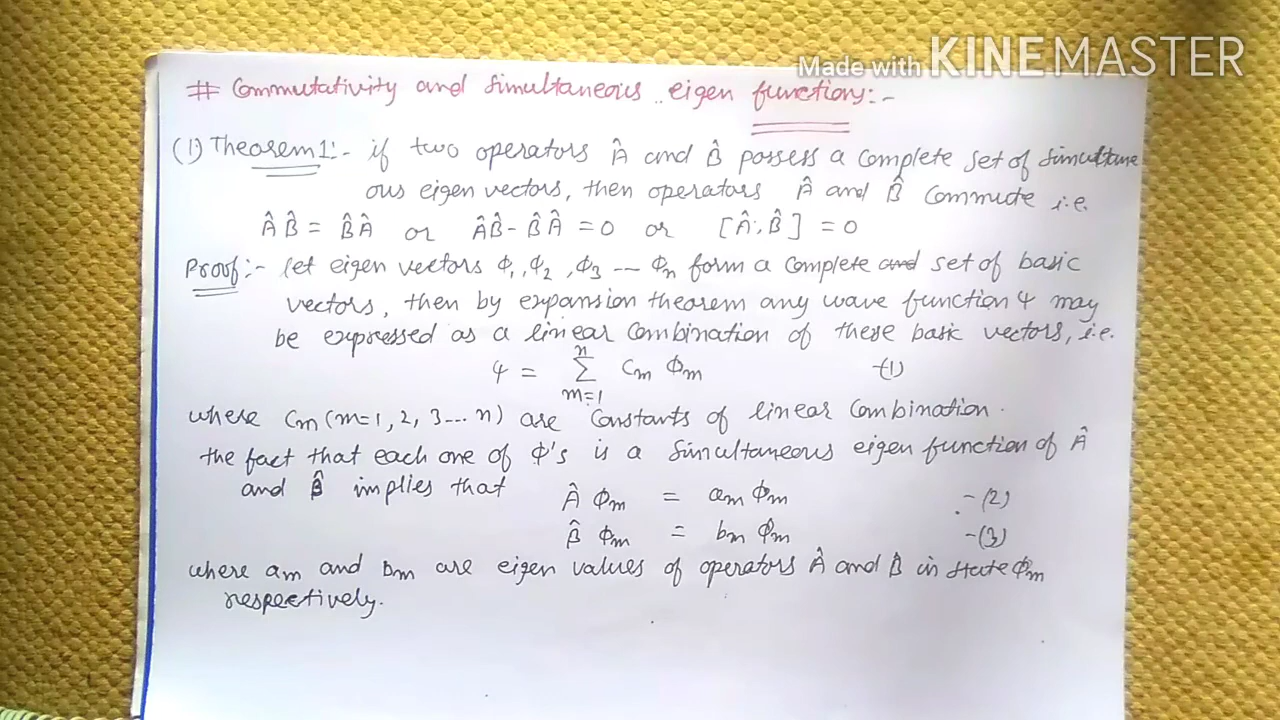 Made with KINEMASTER
# Commutativity and Simultaneous eigen functions:-
(1) Theorem1:- if two operators Â and B̂ possess a complete set of simultane
ous eigen vectors, then operators Â and B̂ commute i.e.
ÂB̂ = B̂Â or ÂB̂ - B̂Â = 0 or [Â, B̂] = 0
Proof:- let eigen vectors Φ₁, Φ₂, Φ₃ --- Φn form a complete and set of basic
vectors, then by expansion theorem any wave function Ψ may
be expressed as a linear combination of these basic vectors, i.e.
Ψ = n∑m=1 Cm Φm -(1)
where Cm (m=1, 2, 3.... n) are constants of linear combination.
the fact that each one of Φ's is a simultaneous eigen function of Â
and B̂ implies that Â Φm = am Φm -(2)
B̂ Φm = bm Φm -(3)
where am and bm are eigen values of operators Â and B̂ in state Φm
respectively.